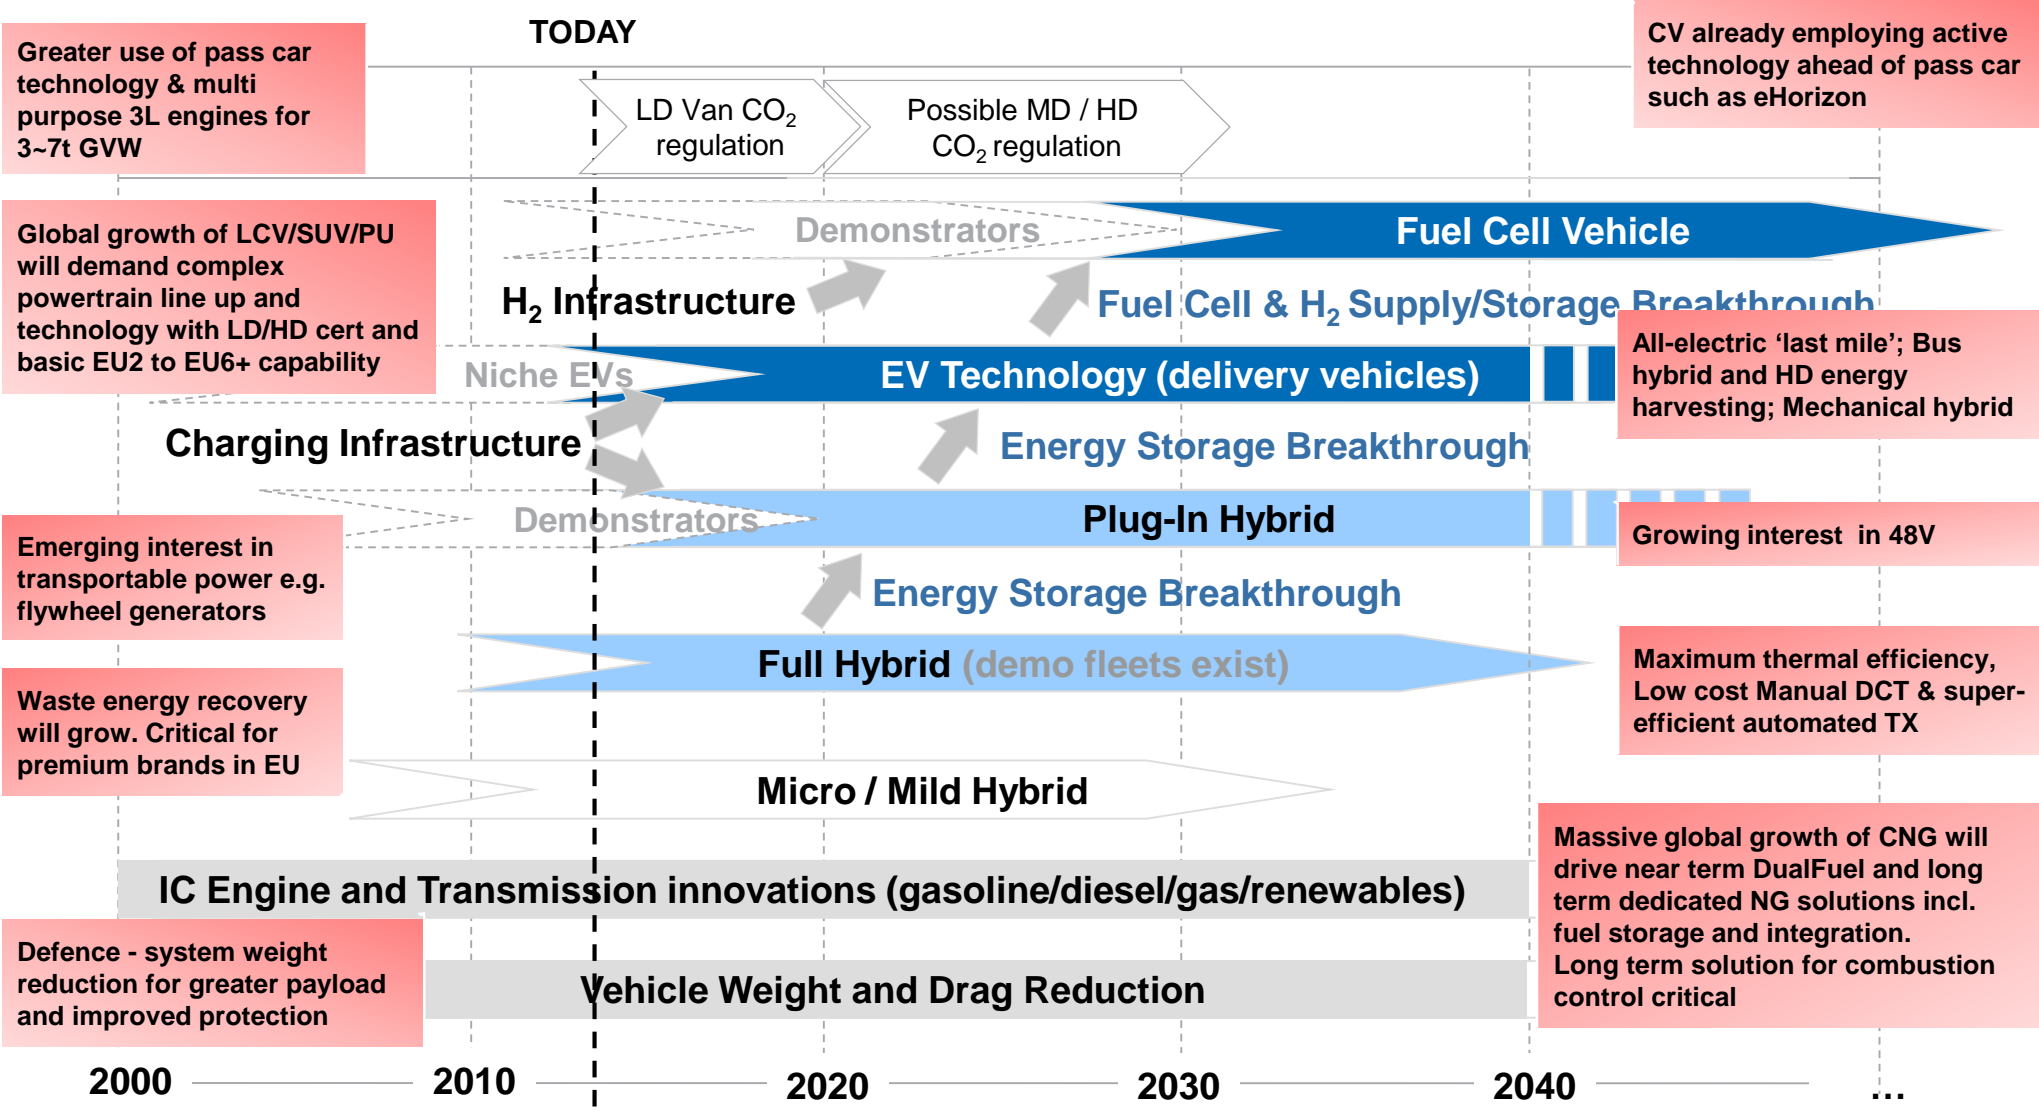 TODAY
Greater use of pass car
technology & multi
purpose 3L engines for
3~7t GVW
LD Van CO2
regulation
Possible MD / HD
CO2 regulation
CV already employing active
technology ahead of pass car
such as eHorizon
Global growth of LCV/SUV/PU
will demand complex
powertrain line up and
technology with LD/HD cert and
basic EU2 to EU6+ capability
Demonstrators
Fuel Cell Vehicle
H2 Infrastructure
Fuel Cell & H2 Supply/Storage Breakthrough
Niche EVs
EV Technology (delivery vehicles)
All-electric ‘last mile’; Bus
hybrid and HD energy
harvesting; Mechanical hybrid
Charging Infrastructure
Energy Storage Breakthrough
Demonstrators
Plug-In Hybrid
Growing interest in 48V
Emerging interest in
transportable power e.g.
flywheel generators
Energy Storage Breakthrough
Full Hybrid (demo fleets exist)
Maximum thermal efficiency,
Low cost Manual DCT & super-
efficient automated TX
Waste energy recovery
will grow. Critical for
premium brands in EU
Micro / Mild Hybrid
IC Engine and Transmission innovations (gasoline/diesel/gas/renewables)
Massive global growth of CNG will
drive near term DualFuel and long
term dedicated NG solutions incl.
fuel storage and integration.
Long term solution for combustion
control critical
Defence - system weight
reduction for greater payload
and improved protection
Vehicle Weight and Drag Reduction
2000 2010 2020 2030 2040 ...